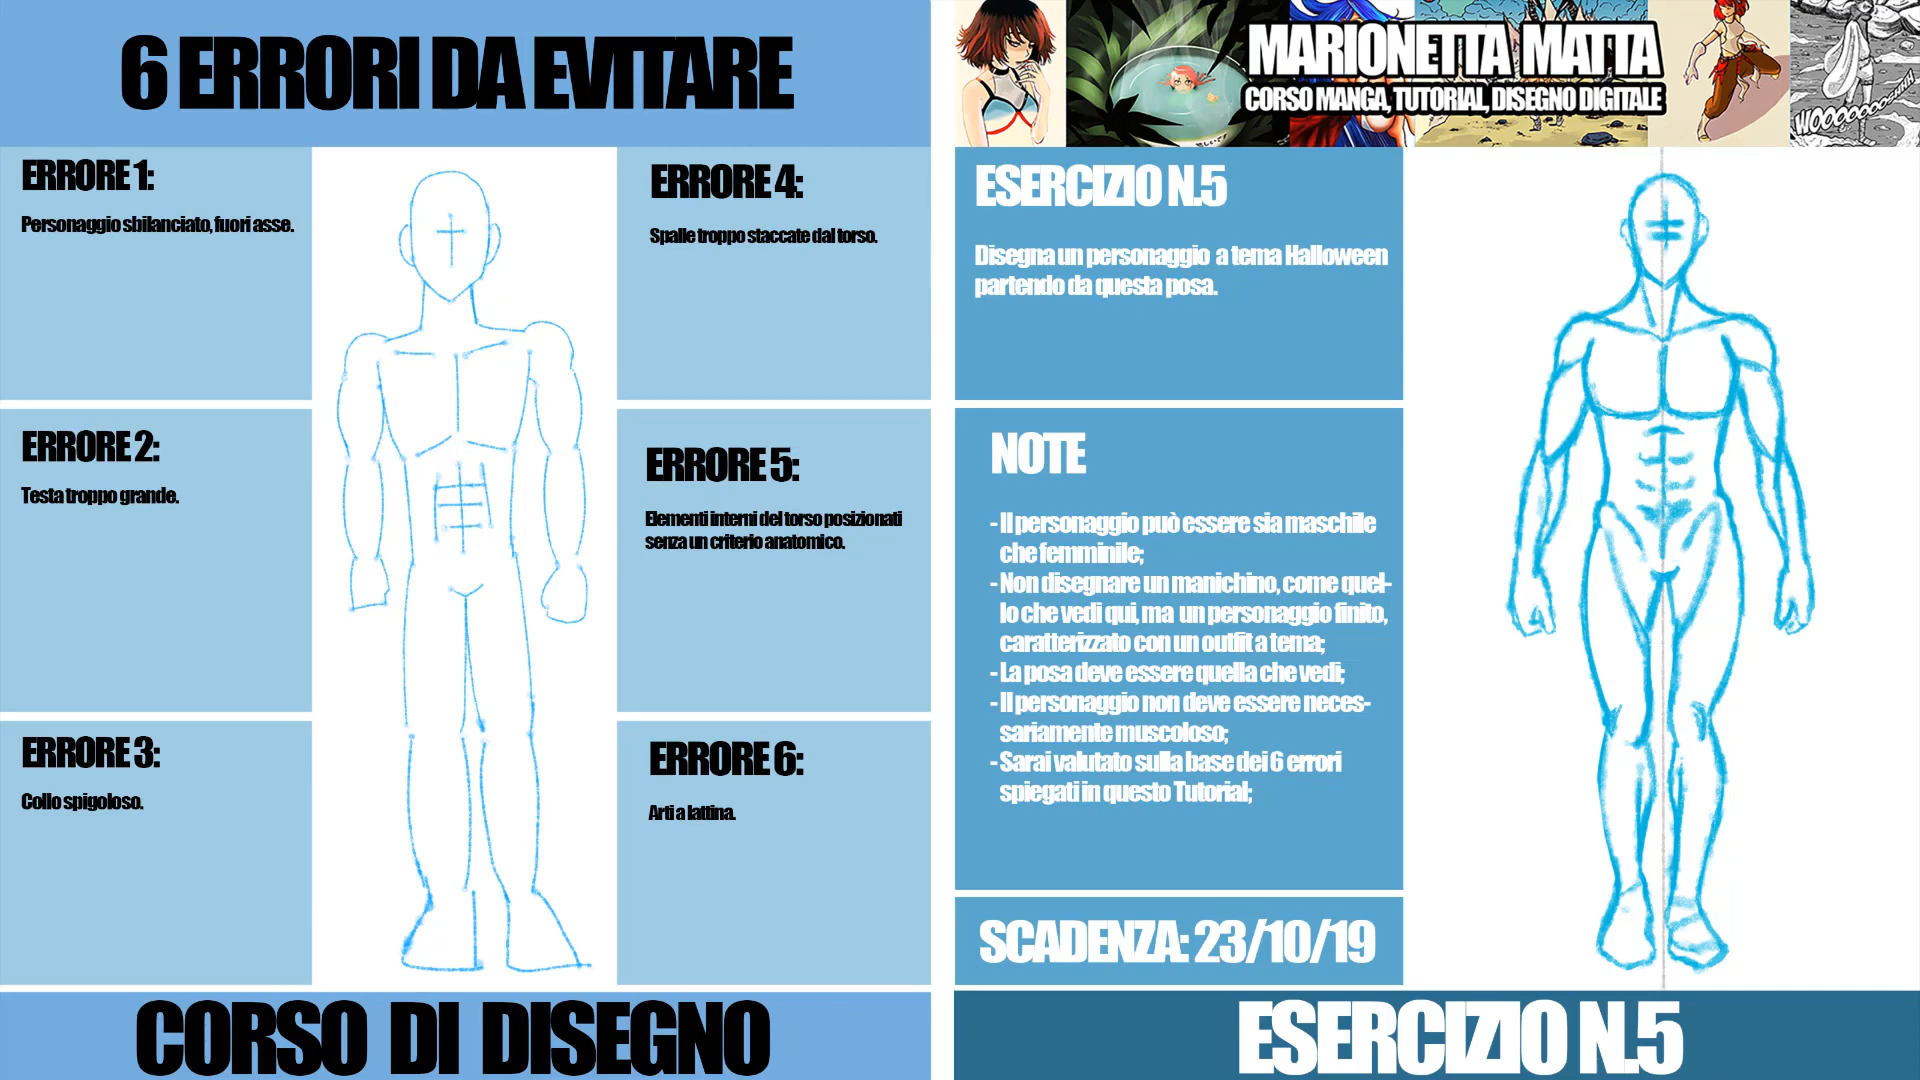 6 ERRORI DA EVITARE
ERRORE 1:
Personaggio sbilanciato, fuori asse.
ERRORE 2:
Testa troppo grande.
ERRORE 3:
Collo spigoloso.
ERRORE 4:
Spalle troppo staccate dal torso.
ERRORE 5:
Elementi interni del torso posizionati
senza un criterio anatomico.
ERRORE 6:
Arti a lattina.
CORSO DI DISEGNO
MARIONETTA MATTA
CORSO MANGA, TUTORIAL, DISEGNO DIGITALE
ESERCIZIO N.5
Disegna un personaggio a tema Halloween
partendo da questa posa.
NOTE
- Il personaggio può essere sia maschile
che femminile;
- Non disegnare un manichino, come quel-
lo che vedi qui, ma un personaggio finito,
caratterizzato con un outfit a tema;
- La posa deve essere quella che vedi;
- Il personaggio non deve essere neces-
sariamente muscoloso;
- Sarai valutato sulla base dei 6 errori
spiegati in questo Tutorial;
SCADENZA: 23/10/19
ESERCIZIO N.5